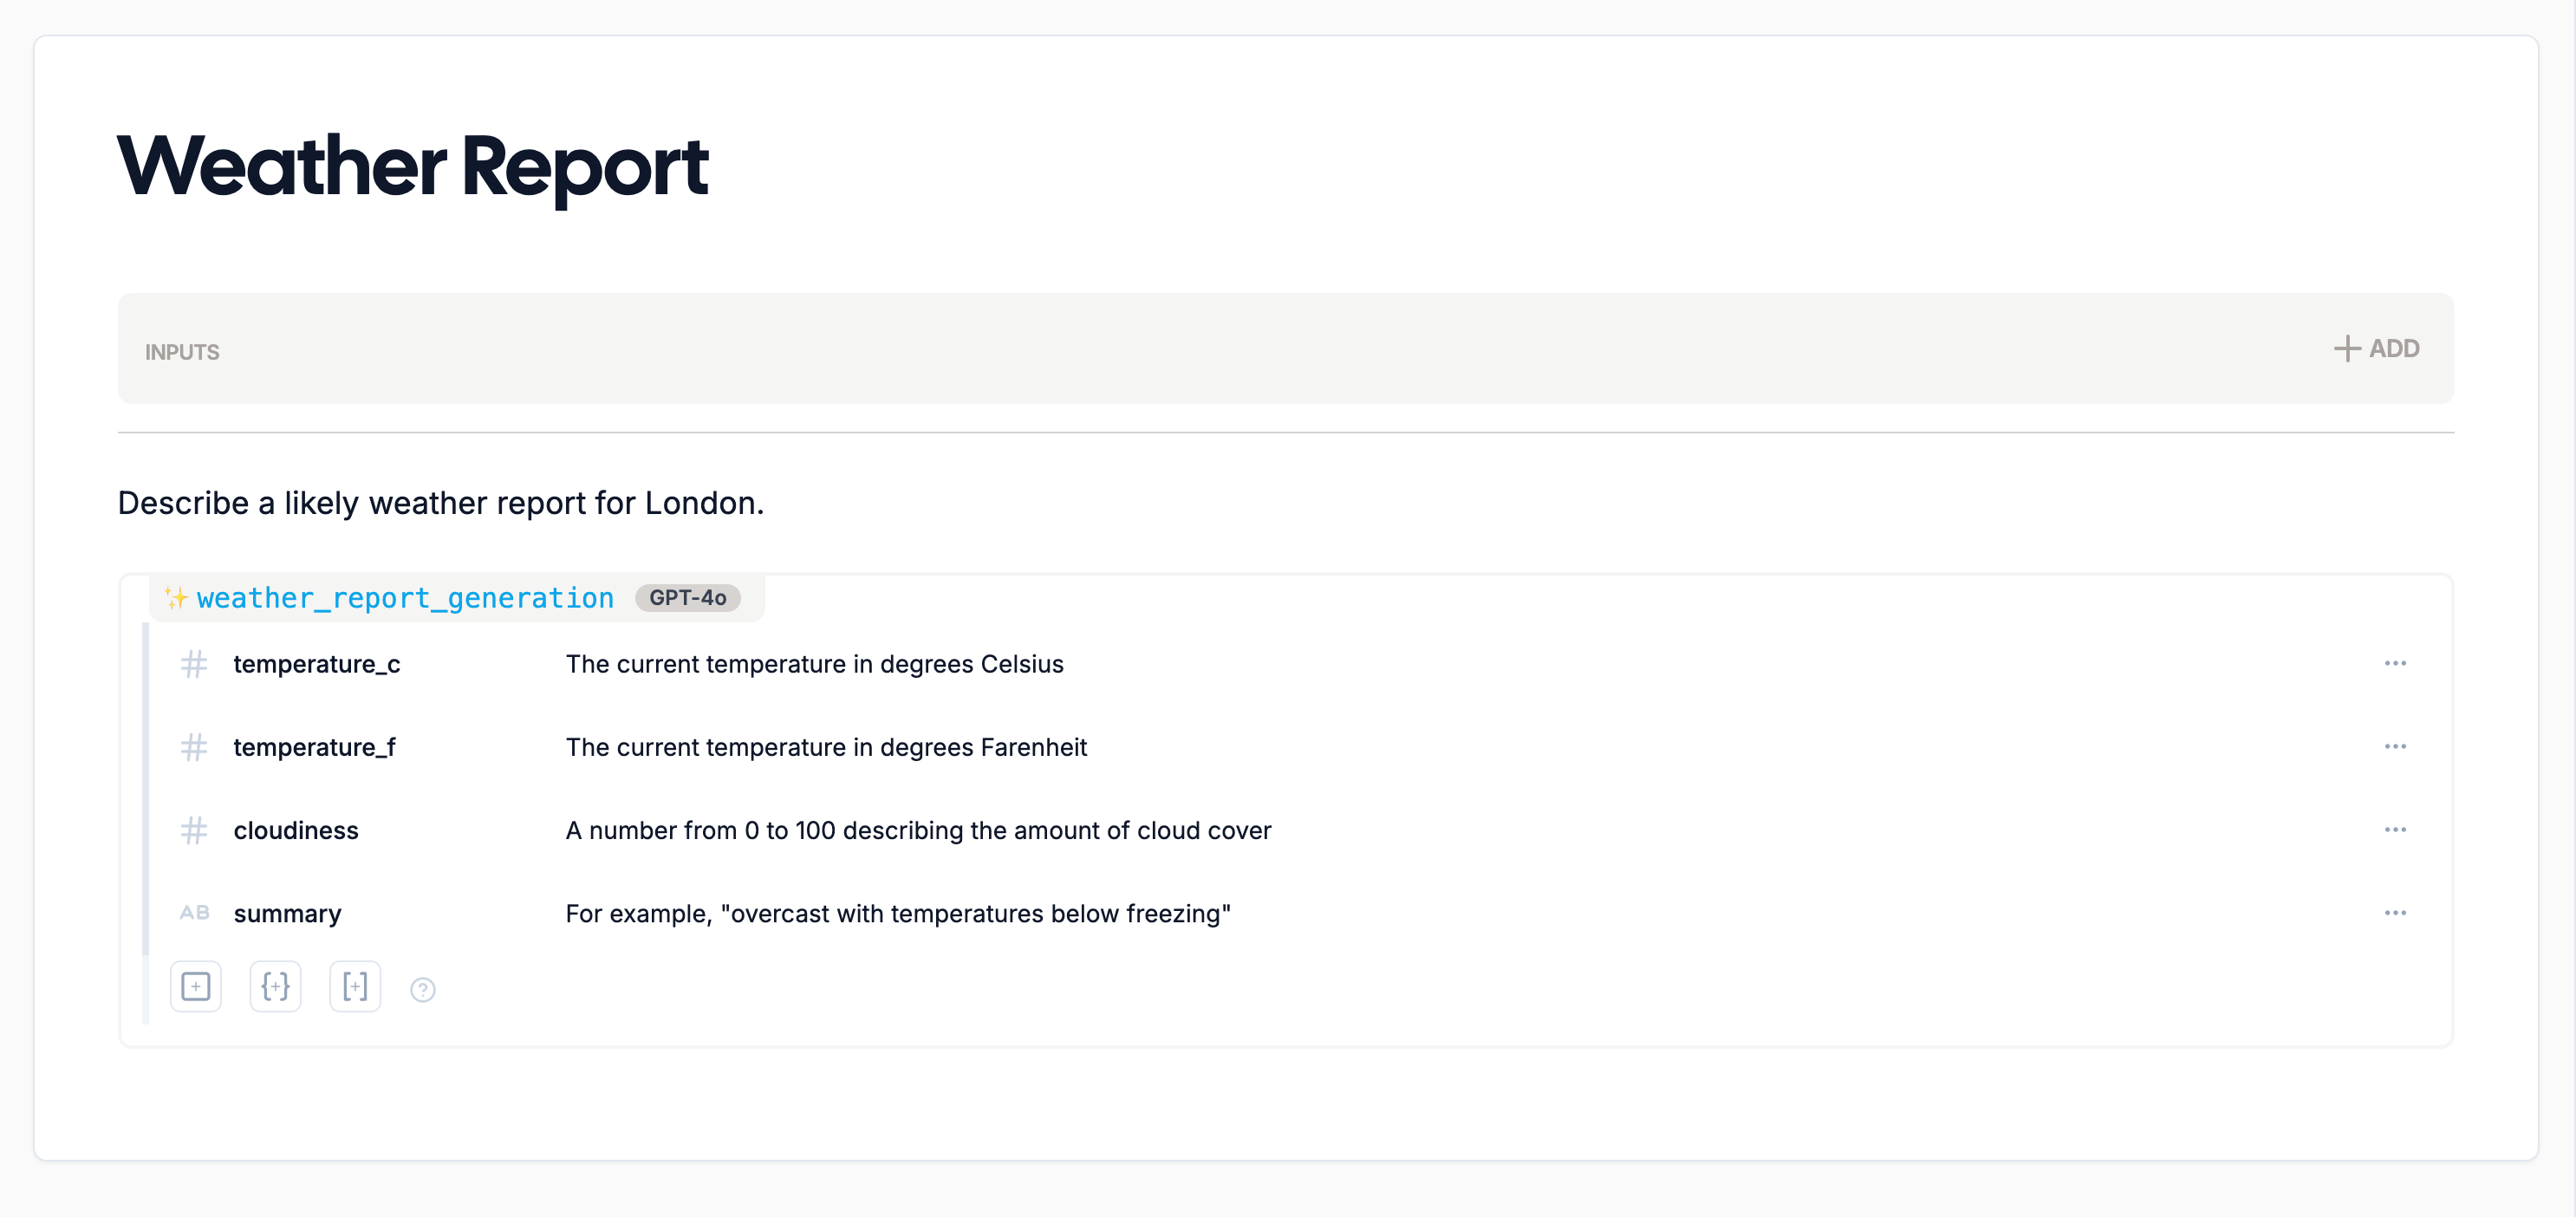 Weather Report
INPUTS
ADD
Describe a likely weather report for London.
weather_report_generation GPT-4o
temperature_c The current temperature in degrees Celsius
temperature_f The current temperature in degrees Farenheit
cloudiness A number from 0 to 100 describing the amount of cloud cover
AB summary For example, "overcast with temperatures below freezing"